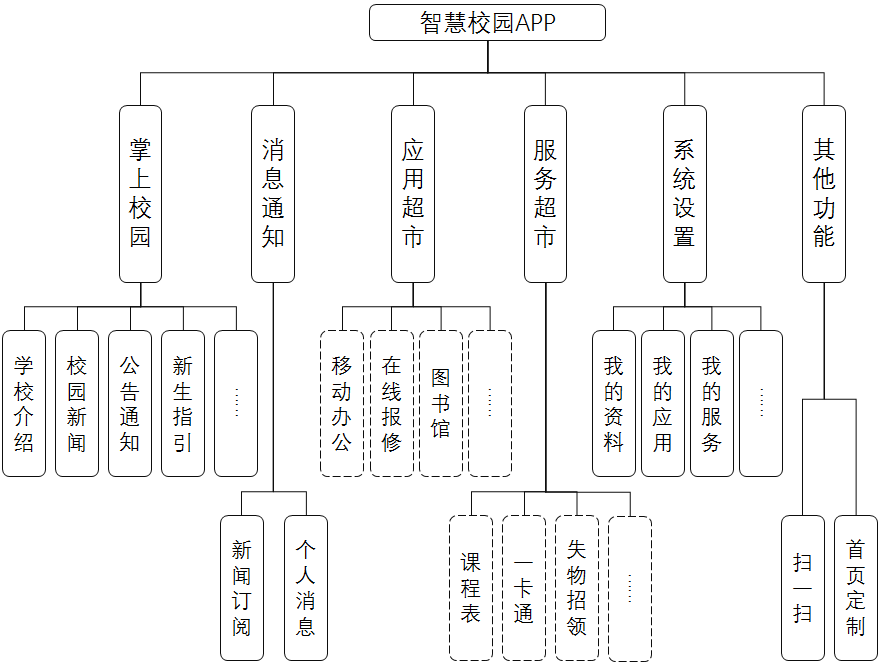 智慧校园APP
掌上校园
消息通知
应用超市
服务超市
系统设置
其他功能
学校介绍
校园新闻
公告通知
新生指引
……
移动办公
在线报修
图书馆
……
我的资料
我的应用
我的服务
……
新闻订阅
个人消息
课程表
一卡通
失物招领
……
扫一扫
首页定制